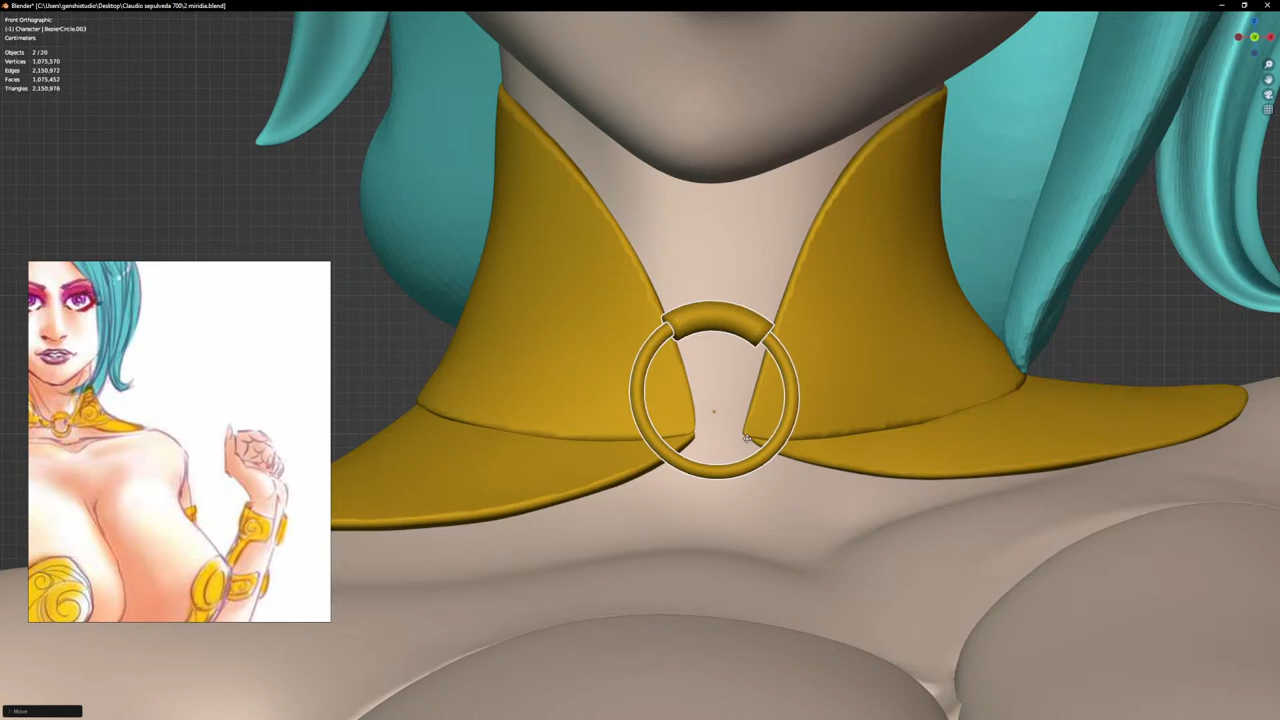 Blender* [C:\Users\genshistudio\Desktop\Claudio sepulveda 700\2 miridia.blend]
Front Orthographic
(-1) Character | BezierCircle.003
Centimeters
Objects 2 / 20
Vertices 1,075,570
Edges 2,150,972
Faces 1,075,452
Triangles 2,150,976
Move